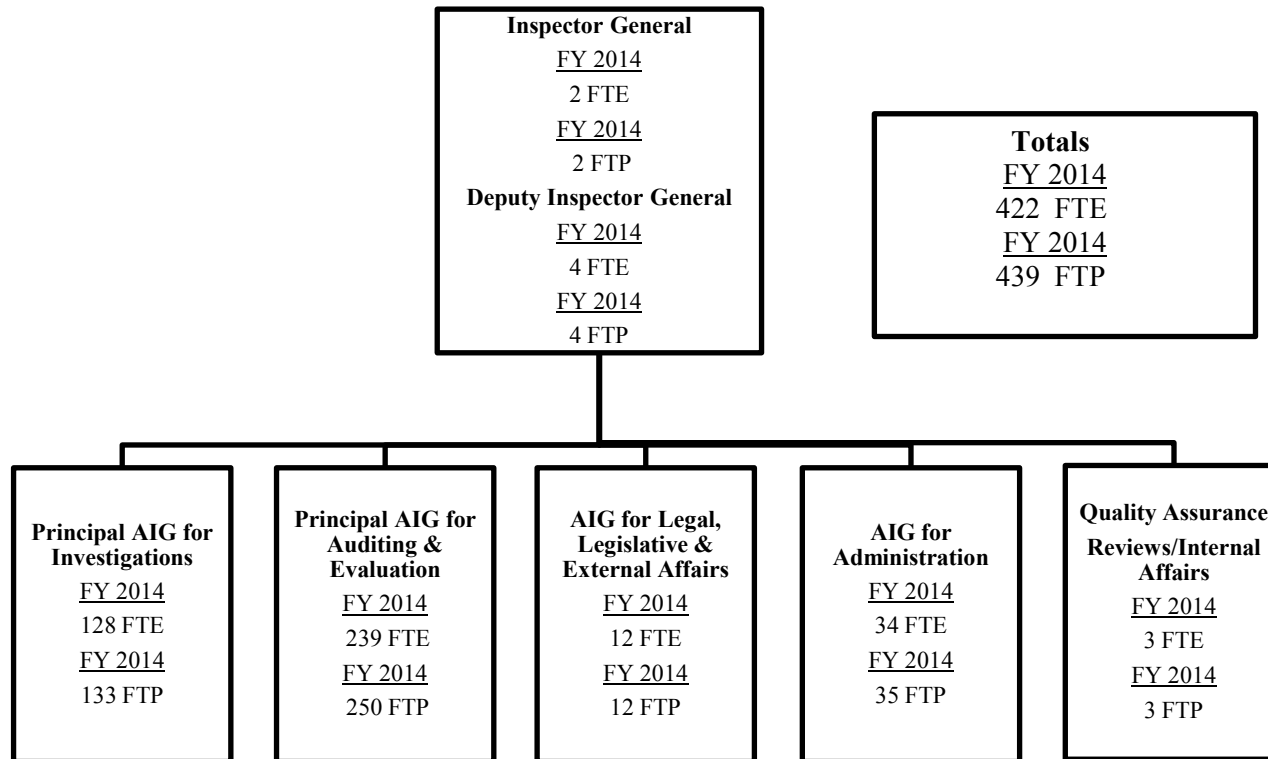 Inspector General
FY 2014
2 FTE
FY 2014
2 FTP
Deputy Inspector General
FY 2014
4 FTE
FY 2014
4 FTP
Totals
FY 2014
422 FTE
FY 2014
439 FTP
Principal AIG for
Investigations
FY 2014
128 FTE
FY 2014
133 FTP
Principal AIG for
Auditing &
Evaluation
FY 2014
239 FTE
FY 2014
250 FTP
AIG for Legal,
Legislative &
External Affairs
FY 2014
12 FTE
FY 2014
12 FTP
AIG for
Administration
FY 2014
34 FTE
FY 2014
35 FTP
Quality Assurance
Reviews/Internal
Affairs
FY 2014
3 FTE
FY 2014
3 FTP